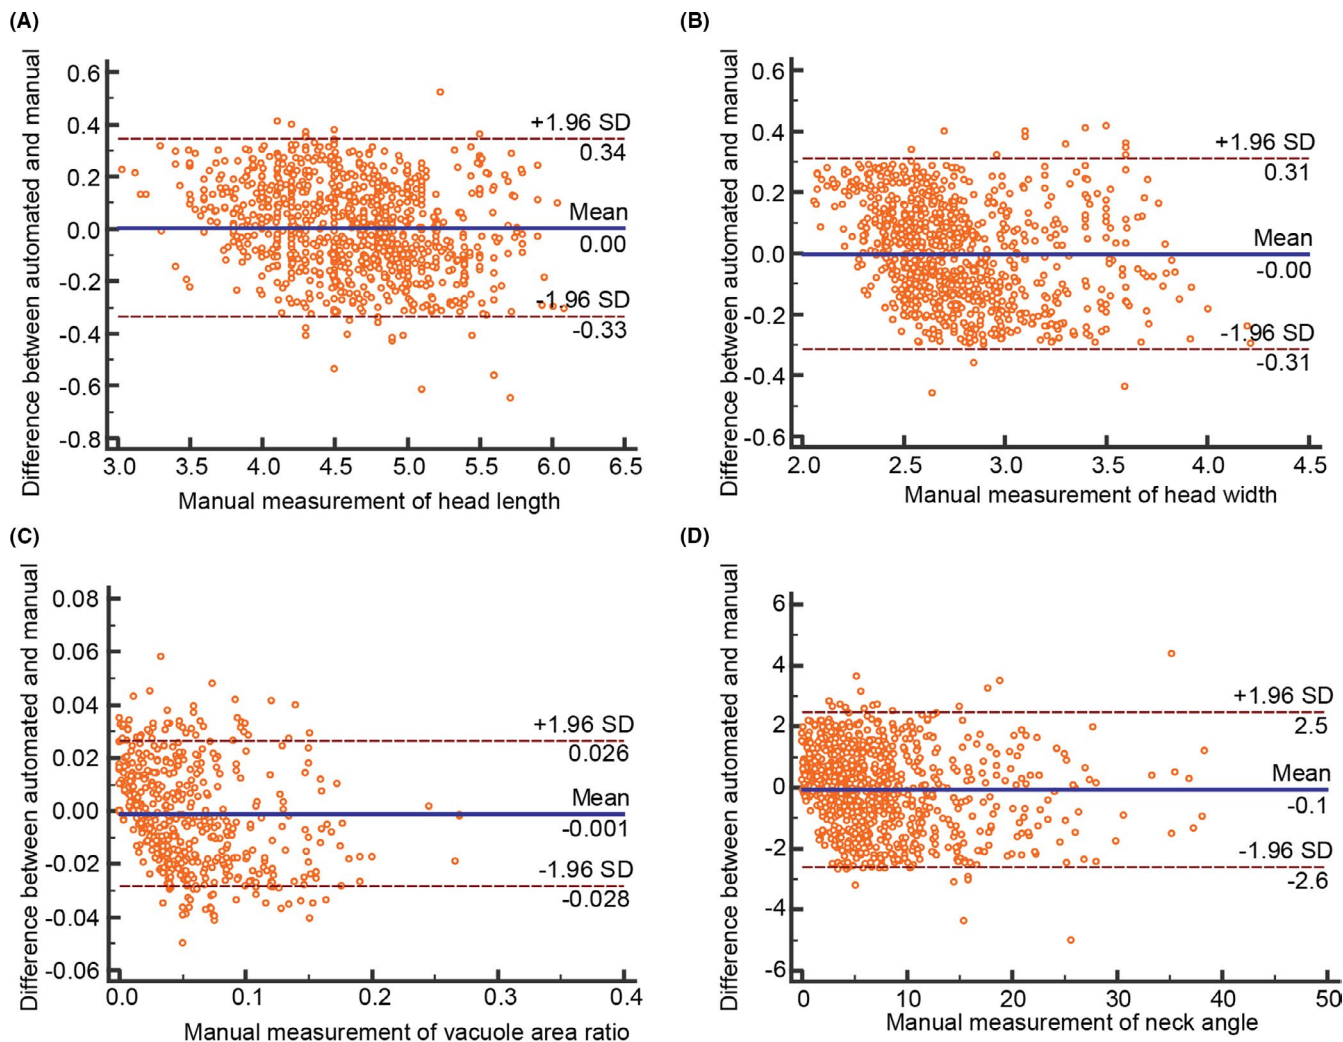 (A)
Difference between automated and manual
0.6
0.4
0.2
0.0
-0.2
-0.4
-0.6
-0.8
+1.96 SD
0.34
Mean
0.00
-1.96 SD
-0.33
3.0
3.5
4.0
4.5
5.0
5.5
6.0
6.5
Manual measurement of head length
(B)
Difference between automated and manual
0.6
0.4
0.2
0.0
-0.2
-0.4
-0.6
+1.96 SD
0.31
Mean
-0.00
-1.96 SD
-0.31
2.0
2.5
3.0
3.5
4.0
4.5
Manual measurement of head width
(C)
Difference between automated and manual
0.08
0.06
0.04
0.02
0.00
-0.02
-0.04
-0.06
+1.96 SD
0.026
Mean
-0.001
-1.96 SD
-0.028
0.0
0.1
0.2
0.3
0.4
Manual measurement of vacuole area ratio
(D)
Difference between automated and manual
6
4
2
0
-2
-4
-6
+1.96 SD
2.5
Mean
-0.1
-1.96 SD
-2.6
0
10
20
30
40
50
Manual measurement of neck angle